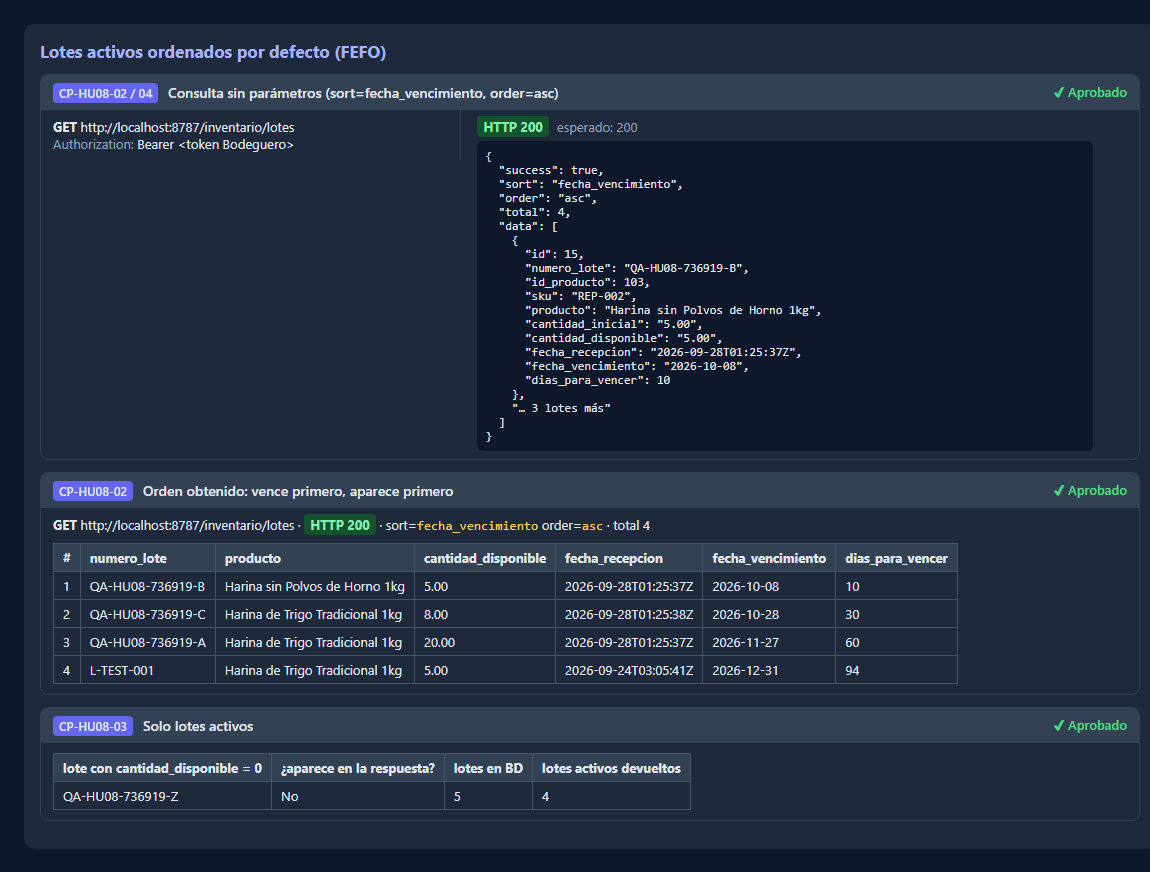 Lotes activos ordenados por defecto (FEFO)
CP-HU08-02 / 04 Consulta sin parámetros (sort=fecha_vencimiento, order=asc) ✓ Aprobado
GET http://localhost:8787/inventario/lotes
Authorization: Bearer <token Bodeguero>
HTTP 200 esperado: 200
{
"success": true,
"sort": "fecha_vencimiento",
"order": "asc",
"total": 4,
"data": [
{
"id": 15,
"numero_lote": "QA-HU08-736919-B",
"id_producto": 103,
"sku": "REP-002",
"producto": "Harina sin Polvos de Horno 1kg",
"cantidad_inicial": "5.00",
"cantidad_disponible": "5.00",
"fecha_recepcion": "2026-09-28T01:25:37Z",
"fecha_vencimiento": "2026-10-08",
"dias_para_vencer": 10
},
"… 3 lotes más"
]
}
CP-HU08-02 Orden obtenido: vence primero, aparece primero ✓ Aprobado
GET http://localhost:8787/inventario/lotes · HTTP 200 · sort=fecha_vencimiento order=asc · total 4
# numero_lote producto cantidad_disponible fecha_recepcion fecha_vencimiento dias_para_vencer
1 QA-HU08-736919-B Harina sin Polvos de Horno 1kg 5.00 2026-09-28T01:25:37Z 2026-10-08 10
2 QA-HU08-736919-C Harina de Trigo Tradicional 1kg 8.00 2026-09-28T01:25:38Z 2026-10-28 30
3 QA-HU08-736919-A Harina de Trigo Tradicional 1kg 20.00 2026-09-28T01:25:37Z 2026-11-27 60
4 L-TEST-001 Harina de Trigo Tradicional 1kg 5.00 2026-09-24T03:05:41Z 2026-12-31 94
CP-HU08-03 Solo lotes activos ✓ Aprobado
lote con cantidad_disponible = 0 ¿aparece en la respuesta? lotes en BD lotes activos devueltos
QA-HU08-736919-Z No 5 4